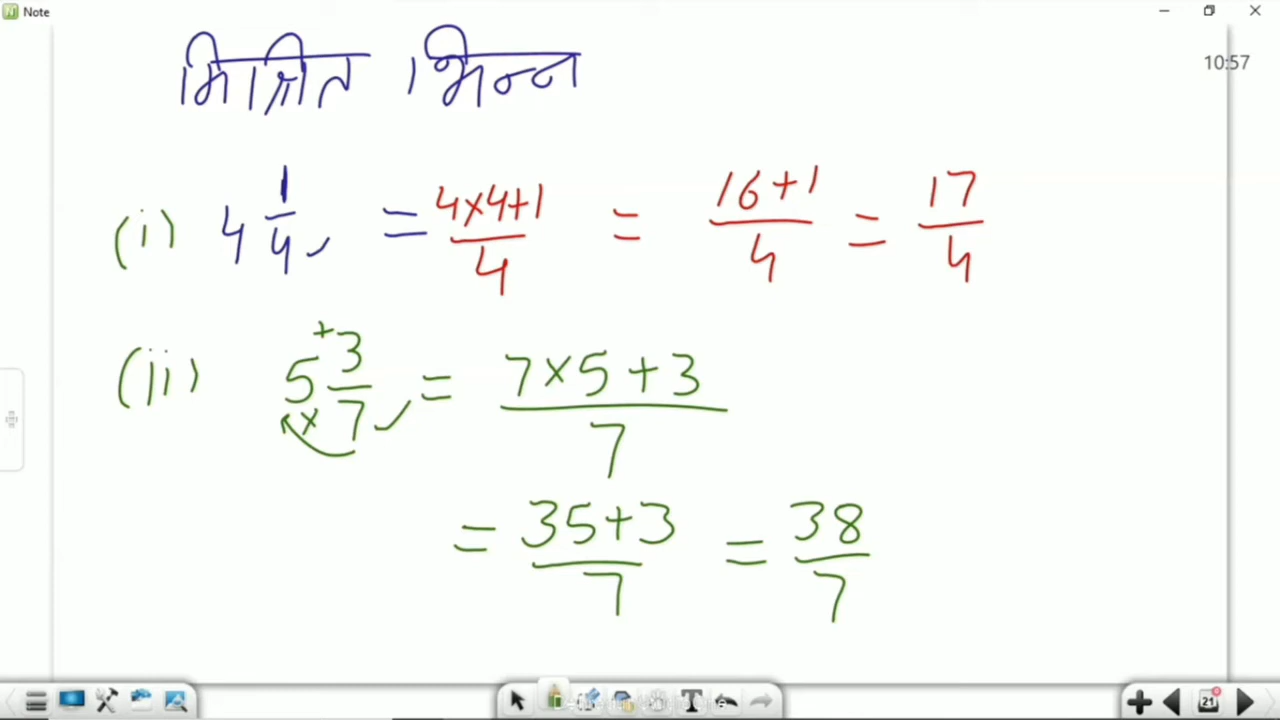 Note
10:57
मिश्रित भिन्न
(i) 4 1/4 = 4×4+1/4 = 16+1/4 = 17/4
(ii) 5 + 3/7 × = 7×5+3/7
= 35+3/7 = 38/7
21